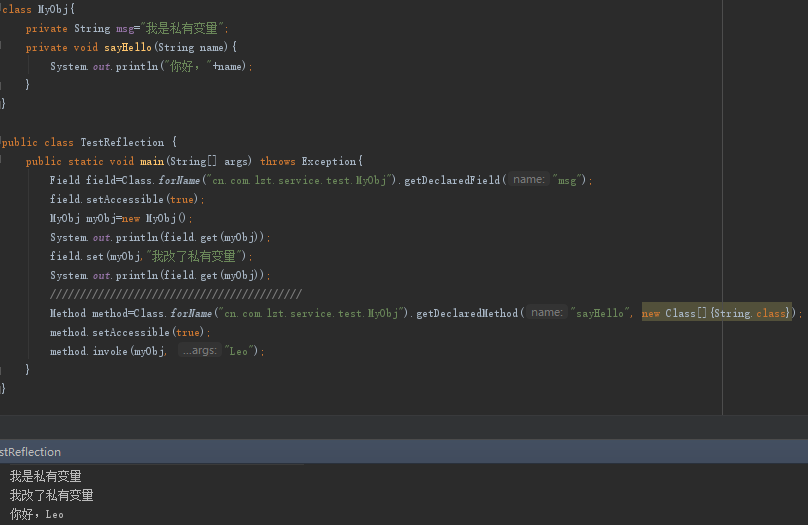 class MyObj{
private String msg="我是私有变量";
private void sayHello(String name){
System.out.println("你好，"+name);
}
}
public class TestReflection {
public static void main(String[] args) throws Exception{
Field field=Class.forName("cn.com.lzt.service.test.MyObj").getDeclaredField( name: "msg");
field.setAccessible(true);
MyObj myObj=new MyObj();
System.out.println(field.get(myObj));
field.set(myObj,"我改了私有变量");
System.out.println(field.get(myObj));
//////////////////////////////////////////
Method method=Class.forName("cn.com.lzt.service.test.MyObj").getDeclaredMethod( name: "sayHello", new Class[]{String.class});
method.setAccessible(true);
method.invoke(myObj, ...args: "Leo");
}
}
stReflection
我是私有变量
我改了私有变量
你好，Leo